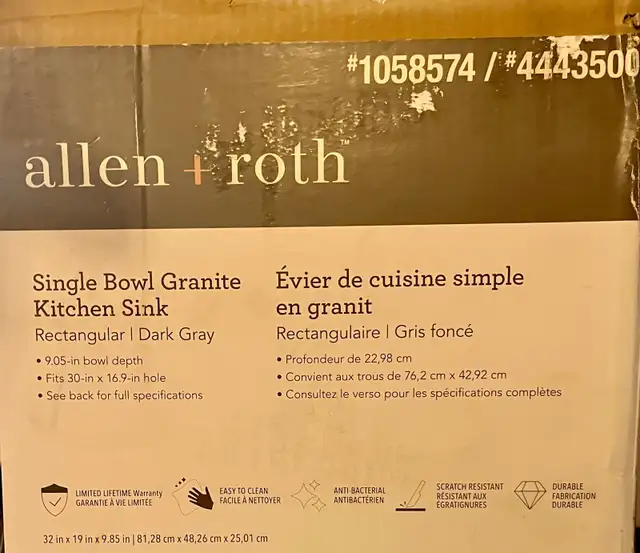 #1058574 / #4443500
allen + roth™
Single Bowl Granite
Kitchen Sink
Rectangular | Dark Gray
• 9.05-in bowl depth
• Fits 30-in x 16.9-in hole
• See back for full specifications
Évier de cuisine simple
en granit
Rectangulaire | Gris foncé
• Profondeur de 22,98 cm
• Convient aux trous de 76,2 cm x 42,92 cm
• Consultez le verso pour les spécifications complètes
LIMITED LIFETIME Warranty
GARANTIE À VIE LIMITÉE
EASY TO CLEAN
FACILE À NETTOYER
ANTI-BACTERIAL
ANTIBACTÉRIEN
SCRATCH RESISTANT
RÉSISTANT AUX
ÉGRATIGNURES
DURABLE
FABRICATION
DURABLE
32 in x 19 in x 9.85 in | 81,28 cm x 48,26 cm x 25,01 cm